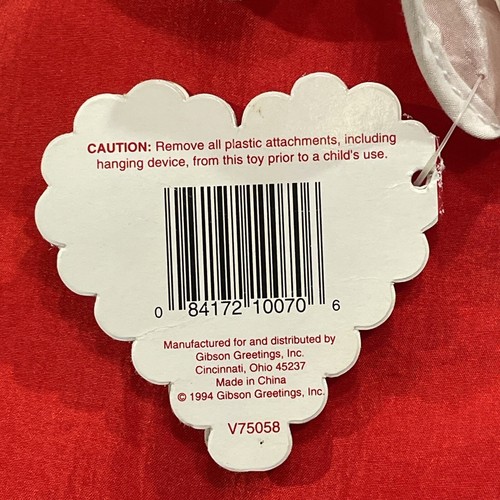 CAUTION: Remove all plastic attachments, including
hanging device, from this toy prior to a child's use.
0 84172 10070 6
Manufactured for and distributed by
Gibson Greetings, Inc.
Cincinnati, Ohio 45237
Made in China
© 1994 Gibson Greetings, Inc.
V75058